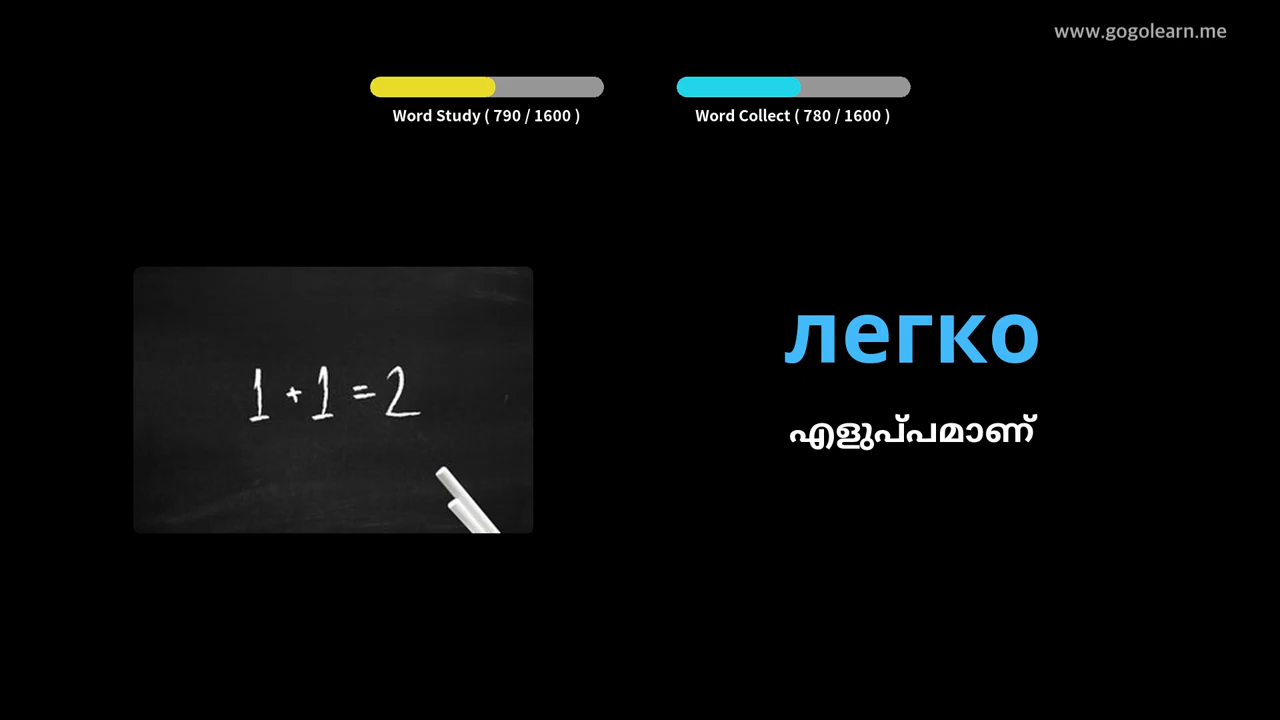 www.gogolearn.me
Word Study ( 790 / 1600 )
Word Collect ( 780 / 1600 )
1 + 1 = 2
легко
എളുപ്പമാണ്